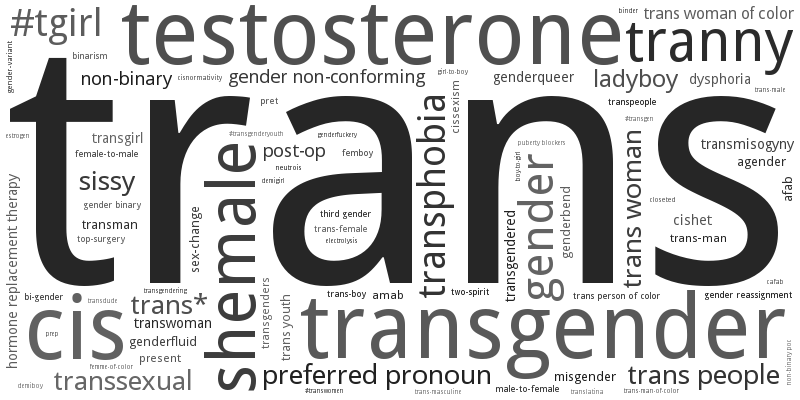 #tgirl
testosterone
binder
trans woman of color
tranny
gender-variant
binarism
non-binary
cisnormativity
gender non-conforming
girl-to-boy
genderqueer
ladyboy
dysphoria
trans-male
trans
pret
transpeople
cissexism
estrogen
transgirl
#transgenderyouth
genderfuckery
#transgen
female-to-male
post-op
femboy
transphobia
puberty blockers
transmisogyny
neutrois
agender
sissy
demigirl
boy-to-girl
trans woman
afab
gender binary
shemale
third gender
gender
genderbend
closeted
transman
sex-change
trans-female
transgendered
cishet
top-surgery
electrolysis
trans-man
hormone replacement therapy
cafab
bi-gender
transdude
transgendering
trans-boy
amab
two-spirit
trans person of color
gender reassignment
cis
trans*
transgenders
trans youth
transgender
prep
transwoman
genderfluid
present
femme-of-color
non-binary poc
demiboy
transsexual
preferred pronoun
misgender
trans people
#transwomen
trans-masculine
male-to-female
translatina
trans-man-of-color